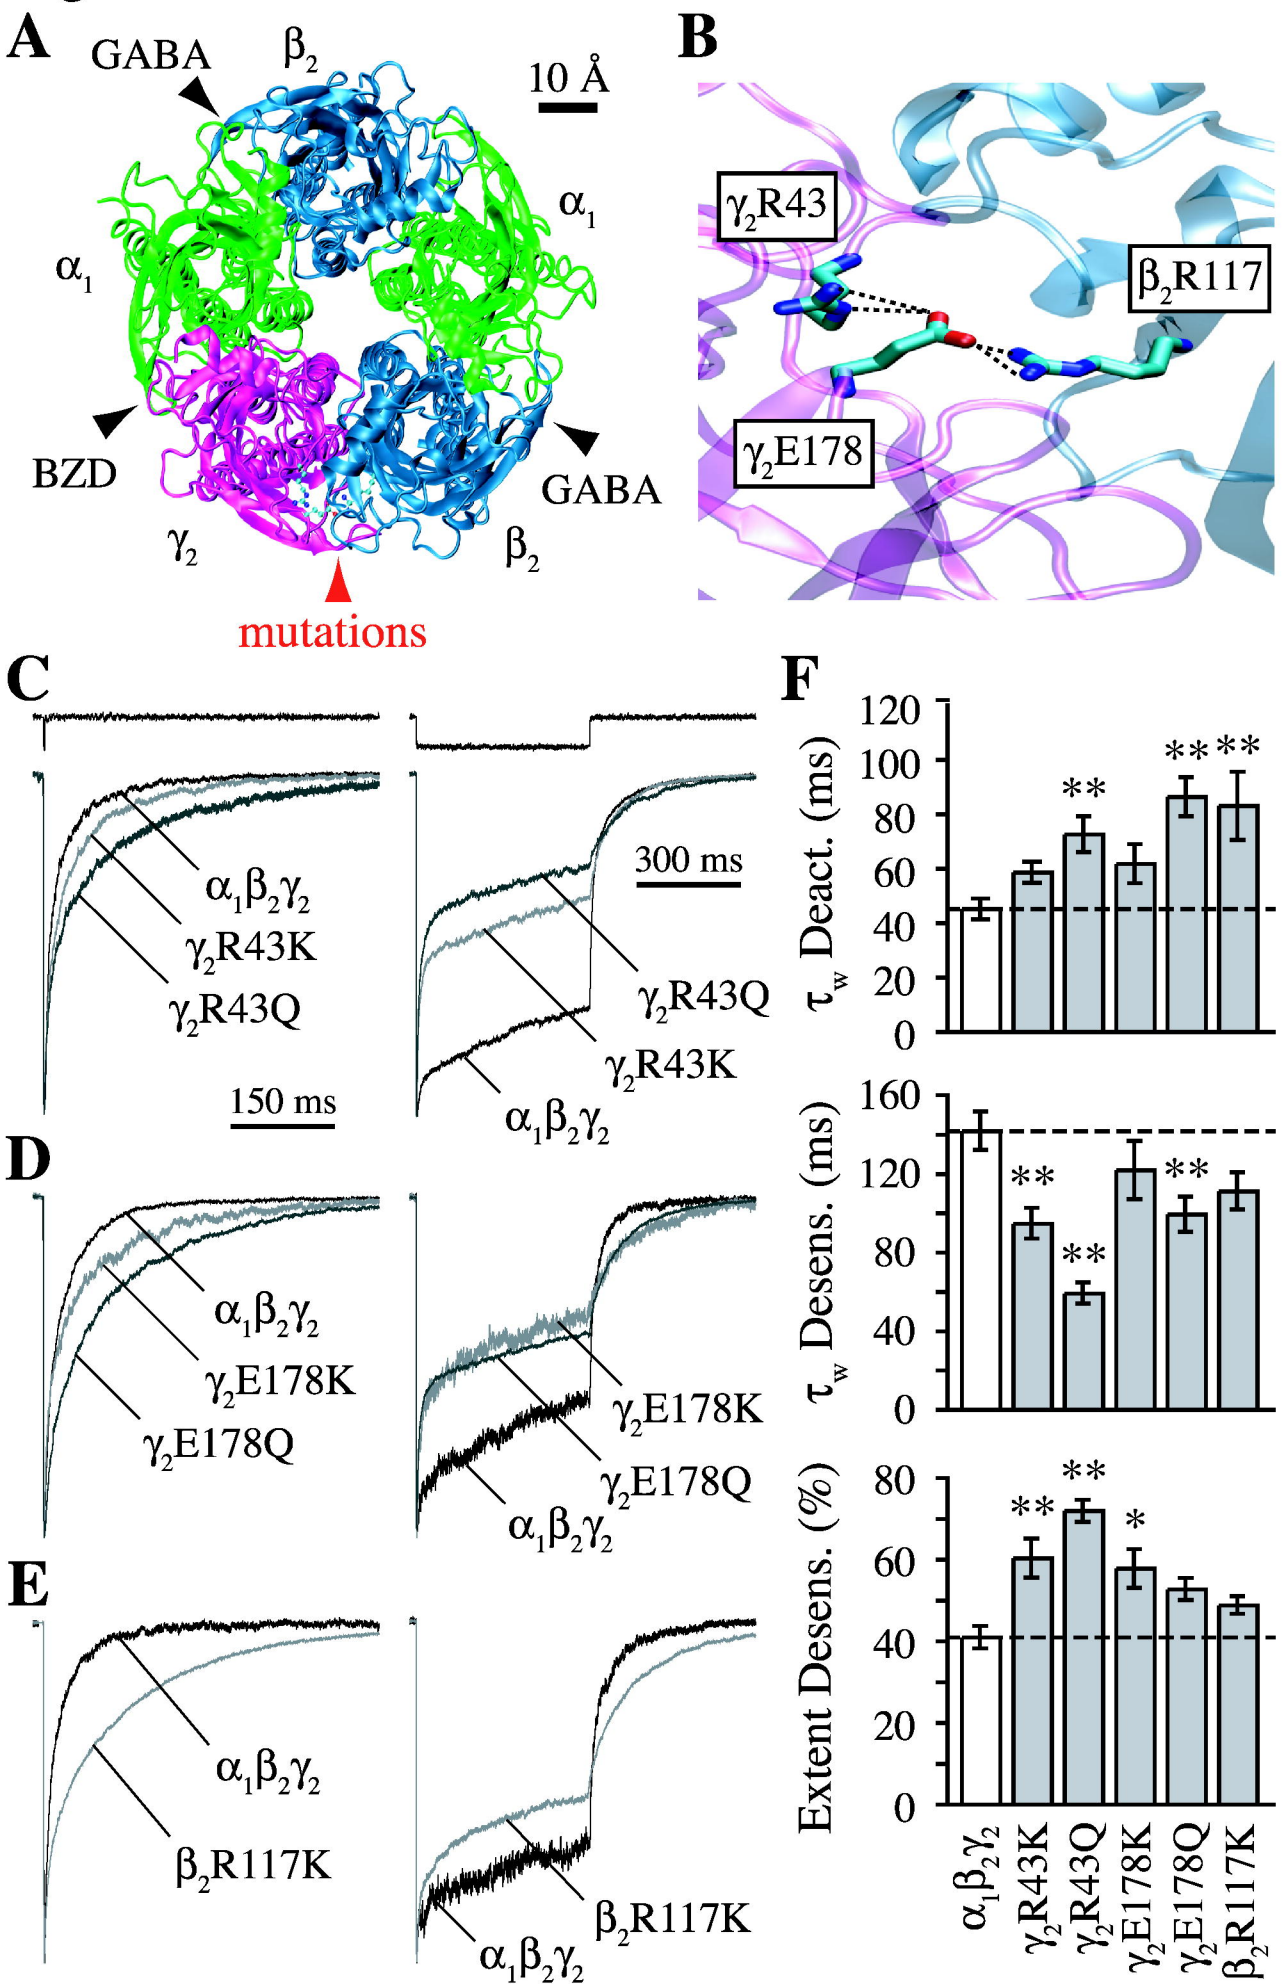 A
GABA
β2
10 Å
α1
α1
BZD
GABA
γ2
β2
mutations
B
γ2R43
β2R117
γ2E178
C
α1β2γ2
γ2R43K
γ2R43Q
150 ms
300 ms
γ2R43Q
γ2R43K
α1β2γ2
D
α1β2γ2
γ2E178K
γ2E178Q
γ2E178K
γ2E178Q
α1β2γ2
E
α1β2γ2
β2R117K
β2R117K
α1β2γ2
F
τw Deact. (ms)
120
100
80
60
40
20
0
** ** **
τw Desens. (ms)
160
120
80
40
0
** ** **
Extent Desens. (%)
80
60
40
20
0
** ** *
α1β2γ2
γ2R43K
γ2R43Q
γ2E178K
γ2E178Q
β2R117K